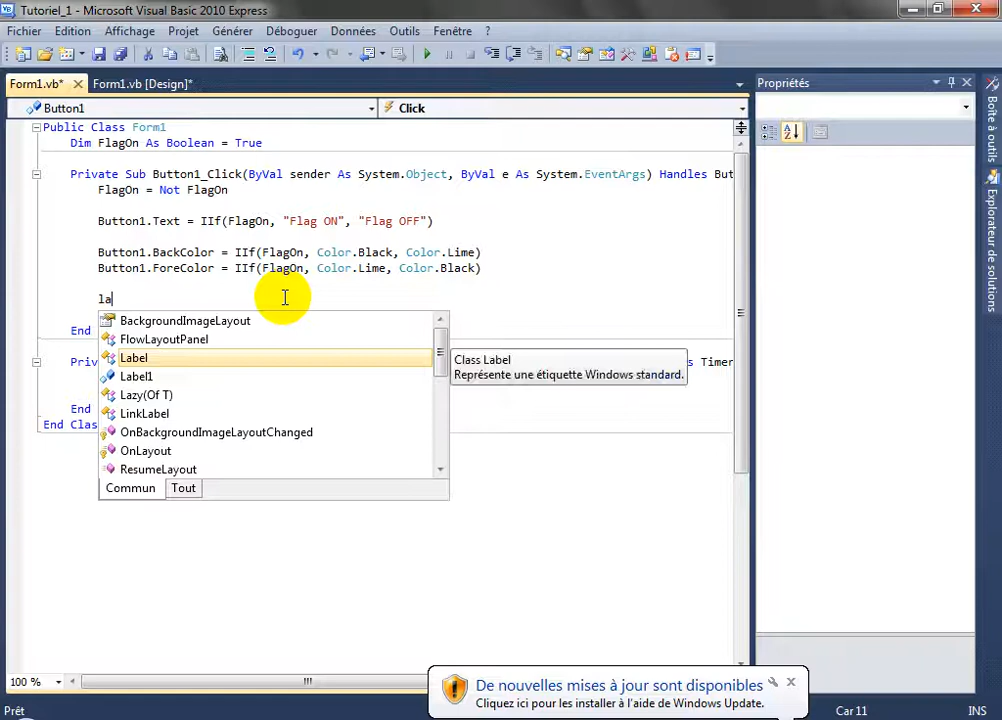 Tutoriel_1 - Microsoft Visual Basic 2010 Express
Fichier Edition Affichage Projet Générer Déboguer Données Outils Fenêtre ?
Form1.vb* Form1.vb [Design]*
Button1 Click
Public Class Form1
Dim FlagOn As Boolean = True
Private Sub Button1_Click(ByVal sender As System.Object, ByVal e As System.EventArgs) Handles But
FlagOn = Not FlagOn
Button1.Text = IIf(FlagOn, "Flag ON", "Flag OFF")
Button1.BackColor = IIf(FlagOn, Color.Black, Color.Lime)
Button1.ForeColor = IIf(FlagOn, Color.Lime, Color.Black)
la
End
Priv s Timer
End
End Clas
BackgroundImageLayout
FlowLayoutPanel
Label
Label1
Lazy(Of T)
LinkLabel
OnBackgroundImageLayoutChanged
OnLayout
ResumeLayout
Commun Tout
Class Label
Représente une étiquette Windows standard.
Propriétés
Boîte à outils
Explorateur de solutions
100 %
De nouvelles mises à jour sont disponibles
Cliquez ici pour les installer à l'aide de Windows Update.
Prêt Car 11 INS